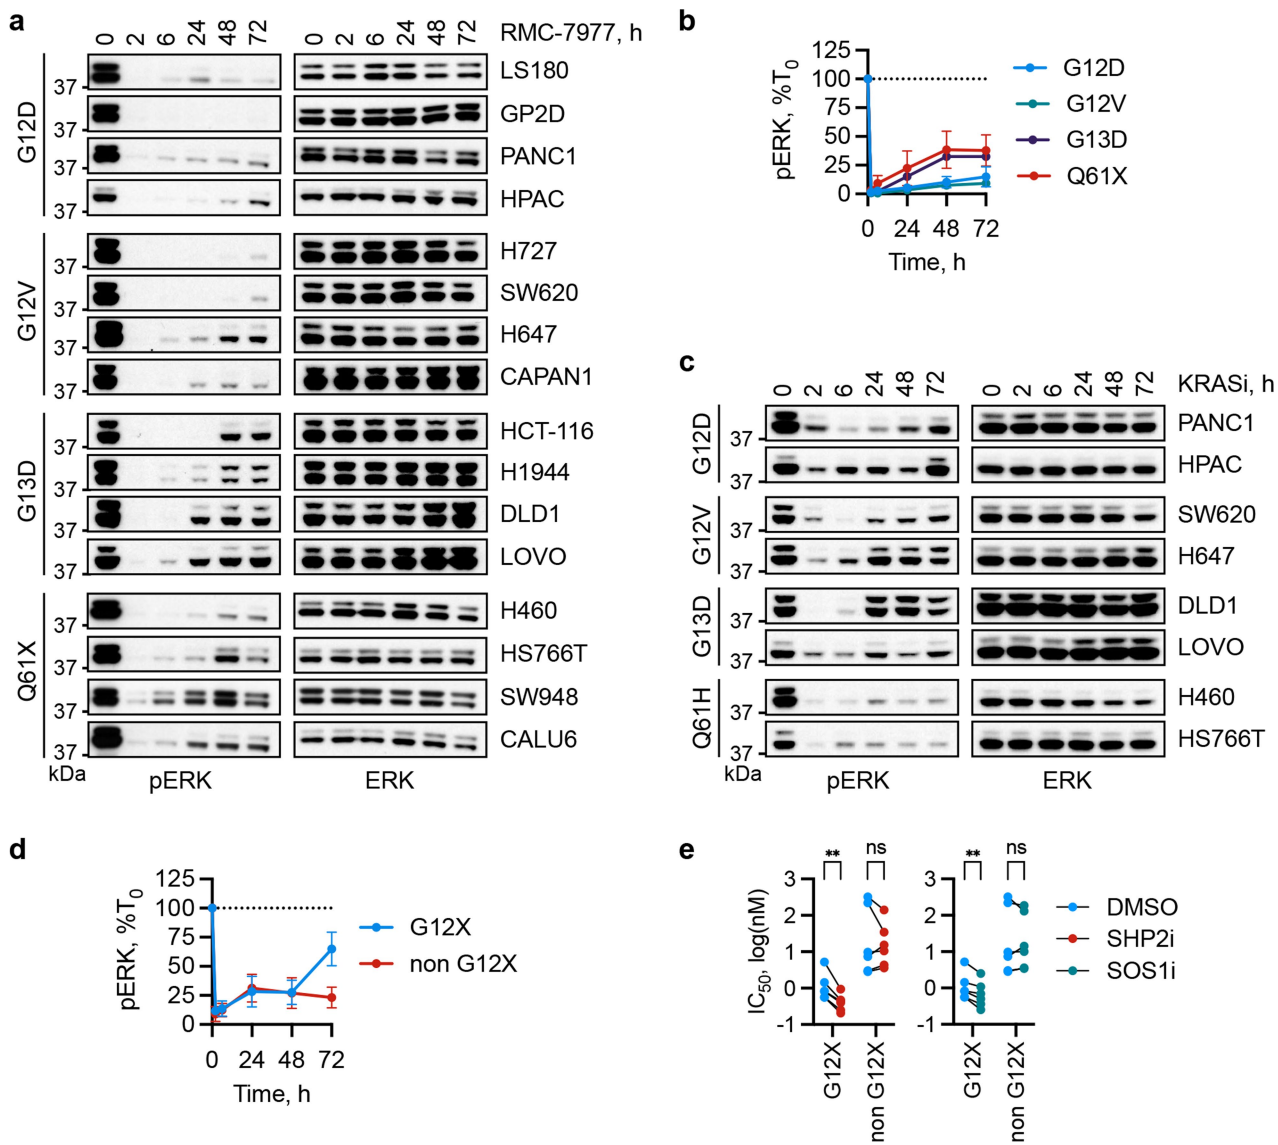 a
0 2 6 24 48 72 0 2 6 24 48 72 RMC-7977, h
G12D
37 LS180
37 GP2D
37 PANC1
37 HPAC
G12V
37 H727
37 SW620
37 H647
37 CAPAN1
G13D
37 HCT-116
37 H1944
37 DLD1
37 LOVO
Q61X
37 H460
37 HS766T
37 SW948
37 CALU6
kDa pERK ERK
b
pERK, %T0
125
100
75
50
25
0
0 24 48 72
Time, h
G12D
G12V
G13D
Q61X
c
0 2 6 24 48 72 0 2 6 24 48 72 KRASi, h
G12D
37 PANC1
37 HPAC
G12V
37 SW620
37 H647
G13D
37 DLD1
37 LOVO
Q61H
37 H460
37 HS766T
kDa pERK ERK
d
pERK, %T0
125
100
75
50
25
0
0 24 48 72
Time, h
G12X
non G12X
e
IC50, log(nM)
** ns
3
2
1
0
-1
G12X
non G12X
** ns
3
2
1
0
-1
G12X
non G12X
DMSO
SHP2i
SOS1i